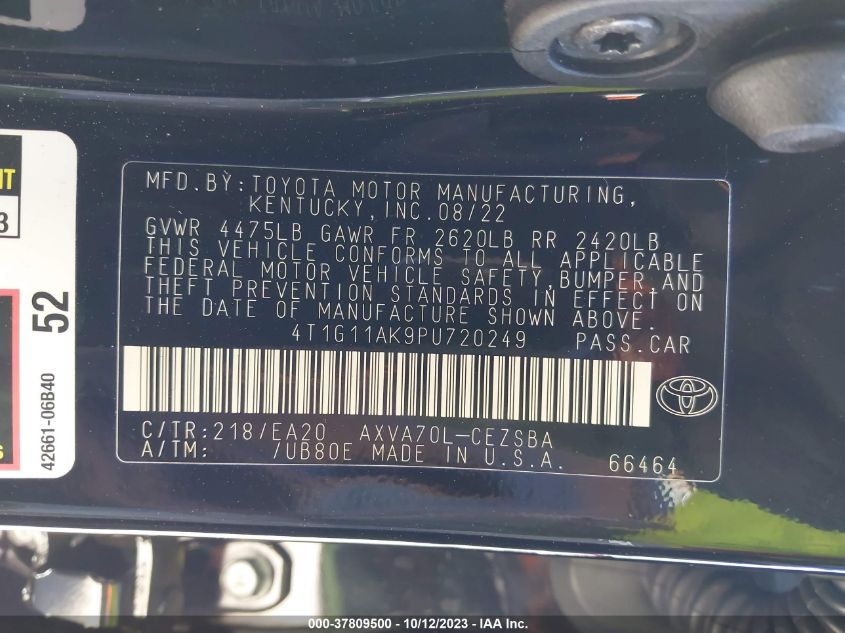 NT
3
52
42661-06B40
s
MFD.BY:TOYOTA MOTOR MANUFACTURING,
KENTUCKY,INC.08/22
GVWR 4475LB GAWR FR 2620LB RR 2420LB
THIS VEHICLE CONFORMS TO ALL APPLICABLE
FEDERAL MOTOR VEHICLE SAFETY,BUMPER,AND
THEFT PREVENTION STANDARDS IN EFFECT ON
THE DATE OF MANUFACTURE SHOWN ABOVE.
4T1G11AK9PU720249 PASS.CAR
C/TR:218/EA20 AXVA70L-CEZSBA
A/TM: /UB80E MADE IN U.S.A. 66464
000-37809500 - 10/12/2023 - IAA Inc.